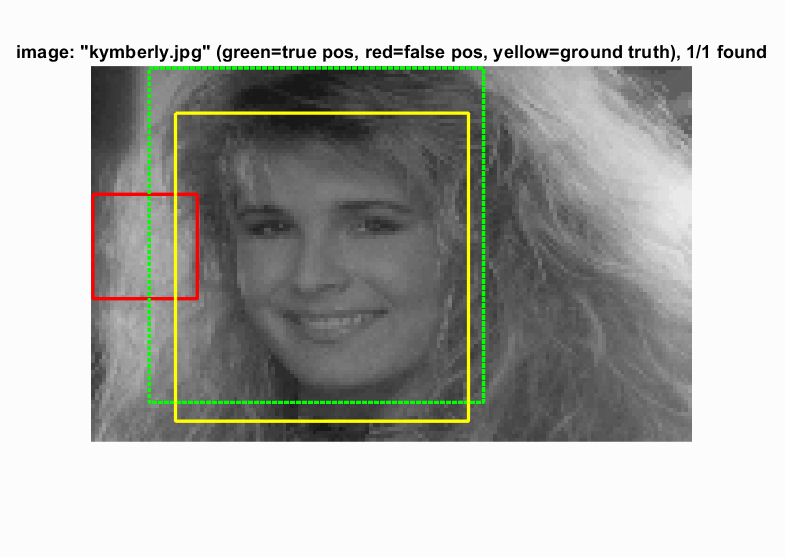 image: "kymberly.jpg" (green=true pos, red=false pos, yellow=ground truth), 1/1 found